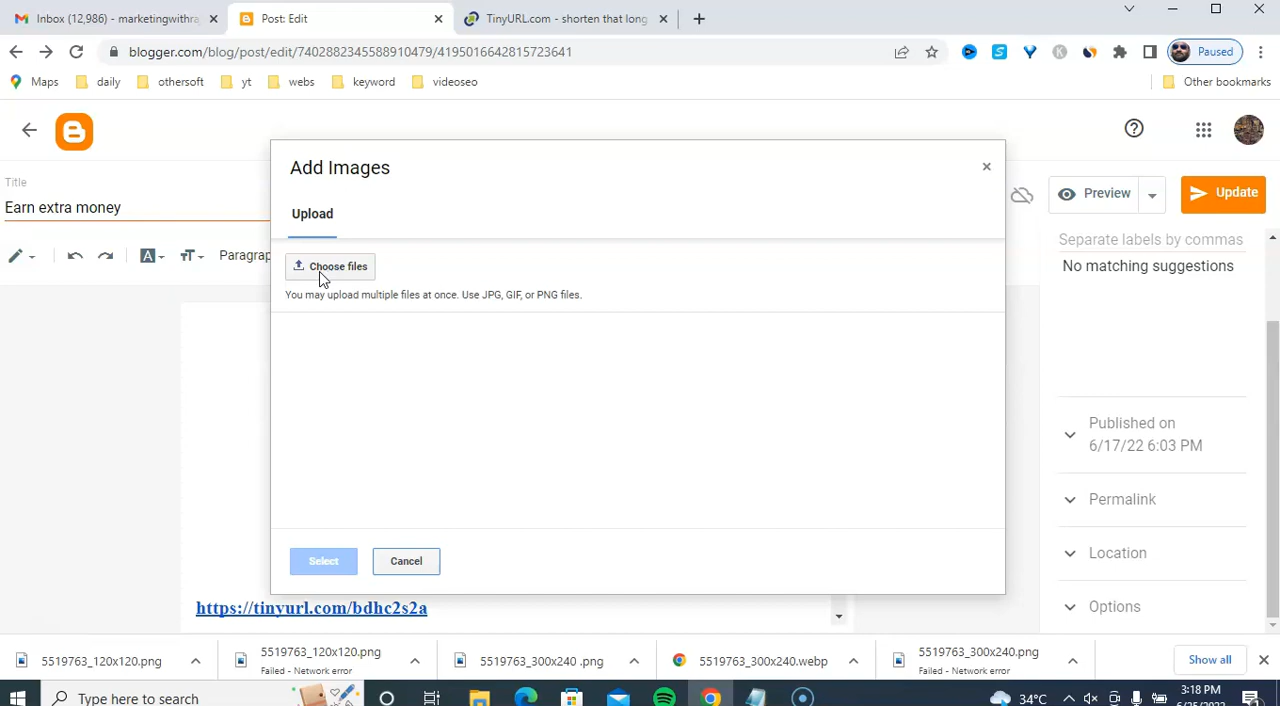 Inbox (12,986) - marketingwithra
Post: Edit
TinyURL.com - shorten that long
blogger.com/blog/post/edit/7402882345588910479/4195016642815723641
Paused
Maps
daily
othersoft
yt
webs
keyword
videoseo
Other bookmarks
Add Images
Title
Earn extra money
Upload
Preview
Update
Paragrap
Choose files
You may upload multiple files at once. Use JPG, GIF, or PNG files.
Separate labels by commas
No matching suggestions
Published on
6/17/22 6:03 PM
Permalink
Location
Options
Select
Cancel
https://tinyurl.com/bdhc2s2a
5519763_120x120.png
5519763_120x120.png
Failed - Network error
5519763_300x240 .png
5519763_300x240.webp
5519763_300x240.png
Failed - Network error
Show all
Type here to search
34°C
3:18 PM